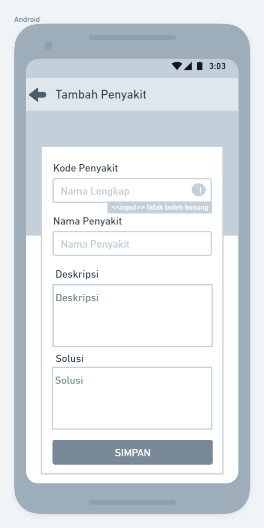 Android
3:03
Tambah Penyakit
Kode Penyakit
Nama Lengkap
!
<<input>> tidak boleh kosong
Nama Penyakit
Nama Penyakit
Deskripsi
Deskripsi
Solusi
Solusi
SIMPAN